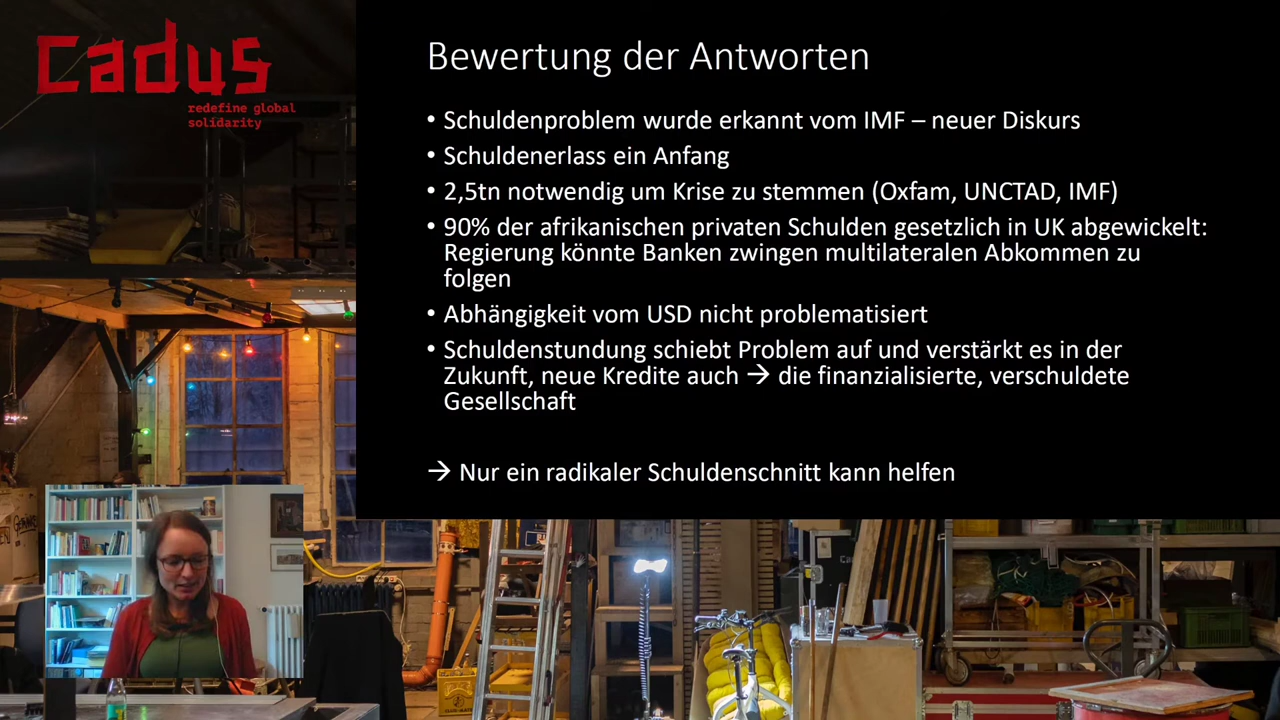 cadus
redefine global
solidarity
Bewertung der Antworten
• Schuldenproblem wurde erkannt vom IMF – neuer Diskurs
• Schuldenerlass ein Anfang
• 2,5tn notwendig um Krise zu stemmen (Oxfam, UNCTAD, IMF)
• 90% der afrikanischen privaten Schulden gesetzlich in UK abgewickelt:
Regierung könnte Banken zwingen multilateralen Abkommen zu
folgen
• Abhängigkeit vom USD nicht problematisiert
• Schuldenstundung schiebt Problem auf und verstärkt es in der
Zukunft, neue Kredite auch → die finanzialisierte, verschuldete
Gesellschaft
→ Nur ein radikaler Schuldenschnitt kann helfen